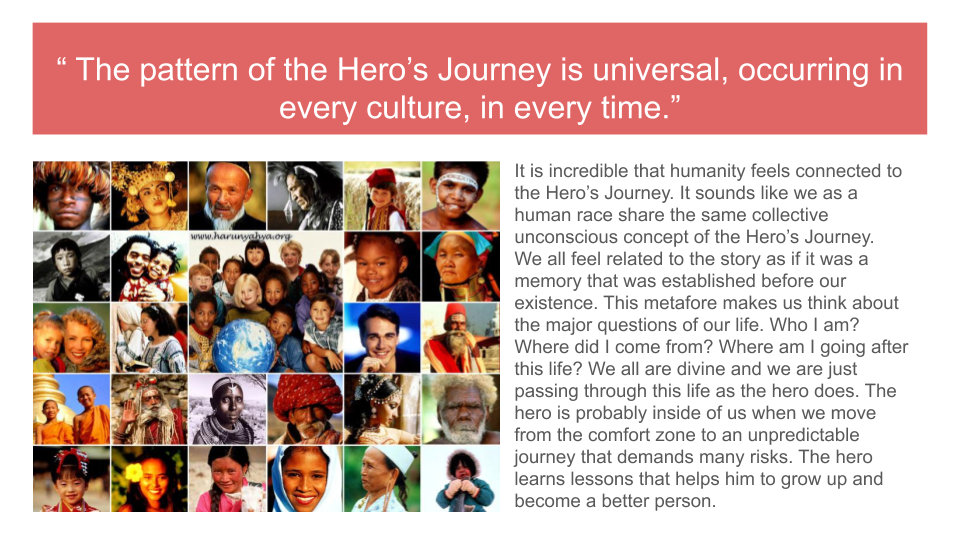 “ The pattern of the Hero’s Journey is universal, occurring in
every culture, in every time.”
www.harunyahya.org
It is incredible that humanity feels connected to
the Hero’s Journey. It sounds like we as a
human race share the same collective
unconscious concept of the Hero’s Journey.
We all feel related to the story as if it was a
memory that was established before our
existence. This metafore makes us think about
the major questions of our life. Who I am?
Where did I come from? Where am I going after
this life? We all are divine and we are just
passing through this life as the hero does. The
hero is probably inside of us when we move
from the comfort zone to an unpredictable
journey that demands many risks. The hero
learns lessons that helps him to grow up and
become a better person.